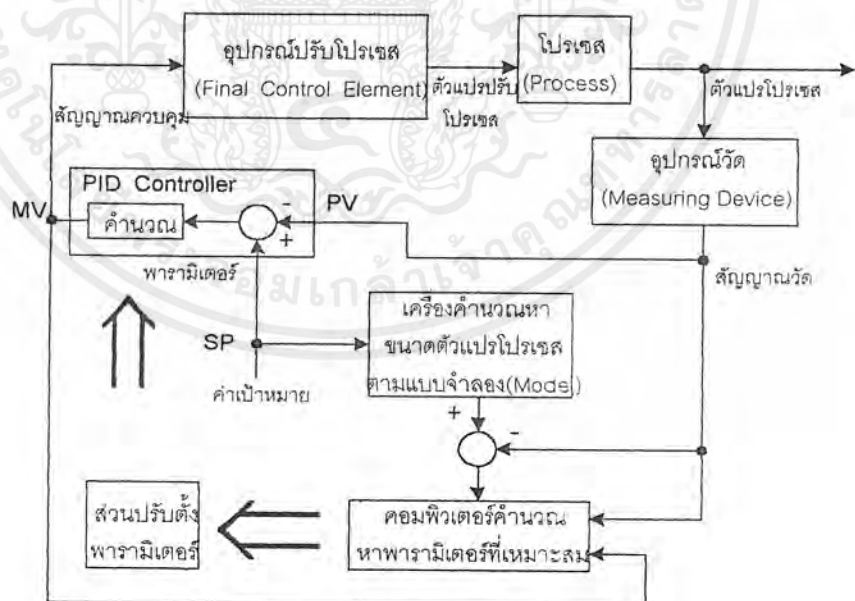 อุปกรณ์ปรับโปรเซส
(Final Control Element)
โปรเซส
(Process)
ตัวแปรปรับ
โปรเซส
ตัวแปรโปรเซส
สัญญาณควบคุม
อุปกรณ์วัด
(Measuring Device)
PID Controller
MV
คำนวณ
-
+
PV
พารามิเตอร์
สัญญาณวัด
เครื่องคำนวณหา
ขนาดตัวแปรโปรเซส
ตามแบบจำลอง(Model)
SP
ค่าเป้าหมาย
+
-
ส่วนปรับตั้ง
พารามิเตอร์
คอมพิวเตอร์คำนวณ
หาพารามิเตอร์ที่เหมาะสม